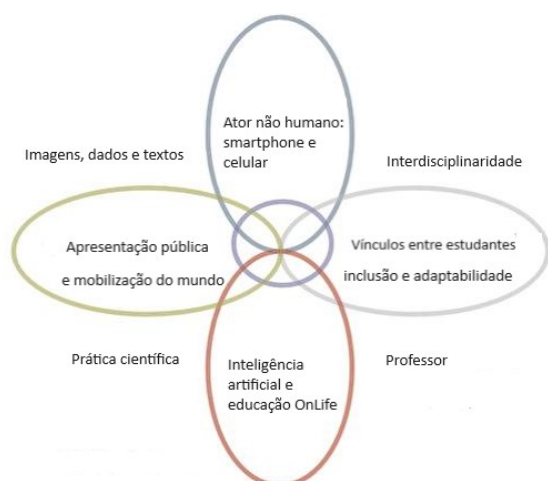 Ator não humano:
smartphone e
celular
Imagens, dados e textos
Interdisciplinaridade
Apresentação pública
e mobilização do mundo
Vínculos entre estudantes
inclusão e adaptabilidade
Prática científica
Inteligência
artificial e
educação OnLife
Professor